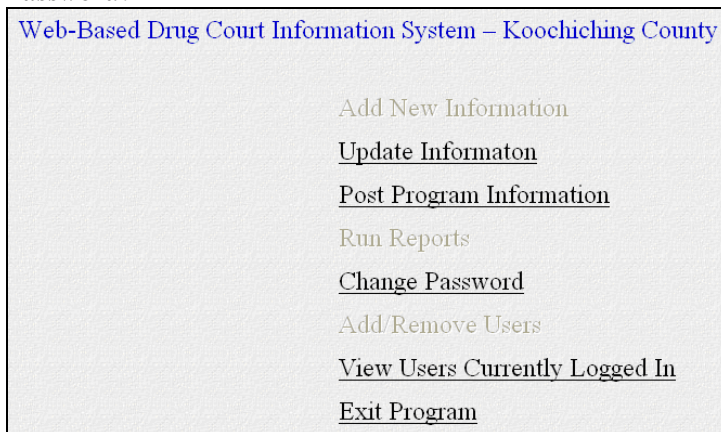 Web-Based Drug Court Information System – Koochiching County
Add New Information
Update Informaton
Post Program Information
Run Reports
Change Password
Add/Remove Users
View Users Currently Logged In
Exit Program